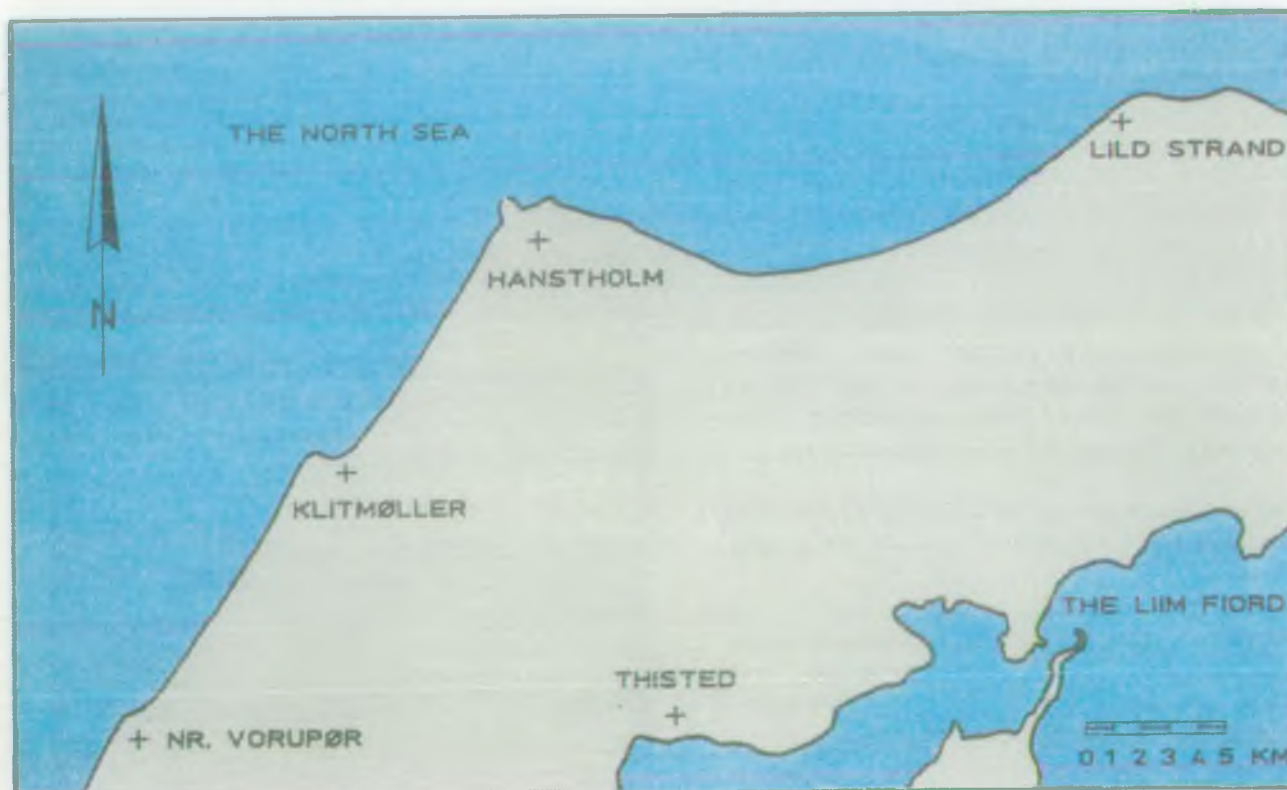 THE NORTH SEA
LILD STRAND
HANSTHOLM
N
KLITMØLLER
THE LIIM FIORD
THISTED
NR. VORUPØR
0 1 2 3 4 5 KM